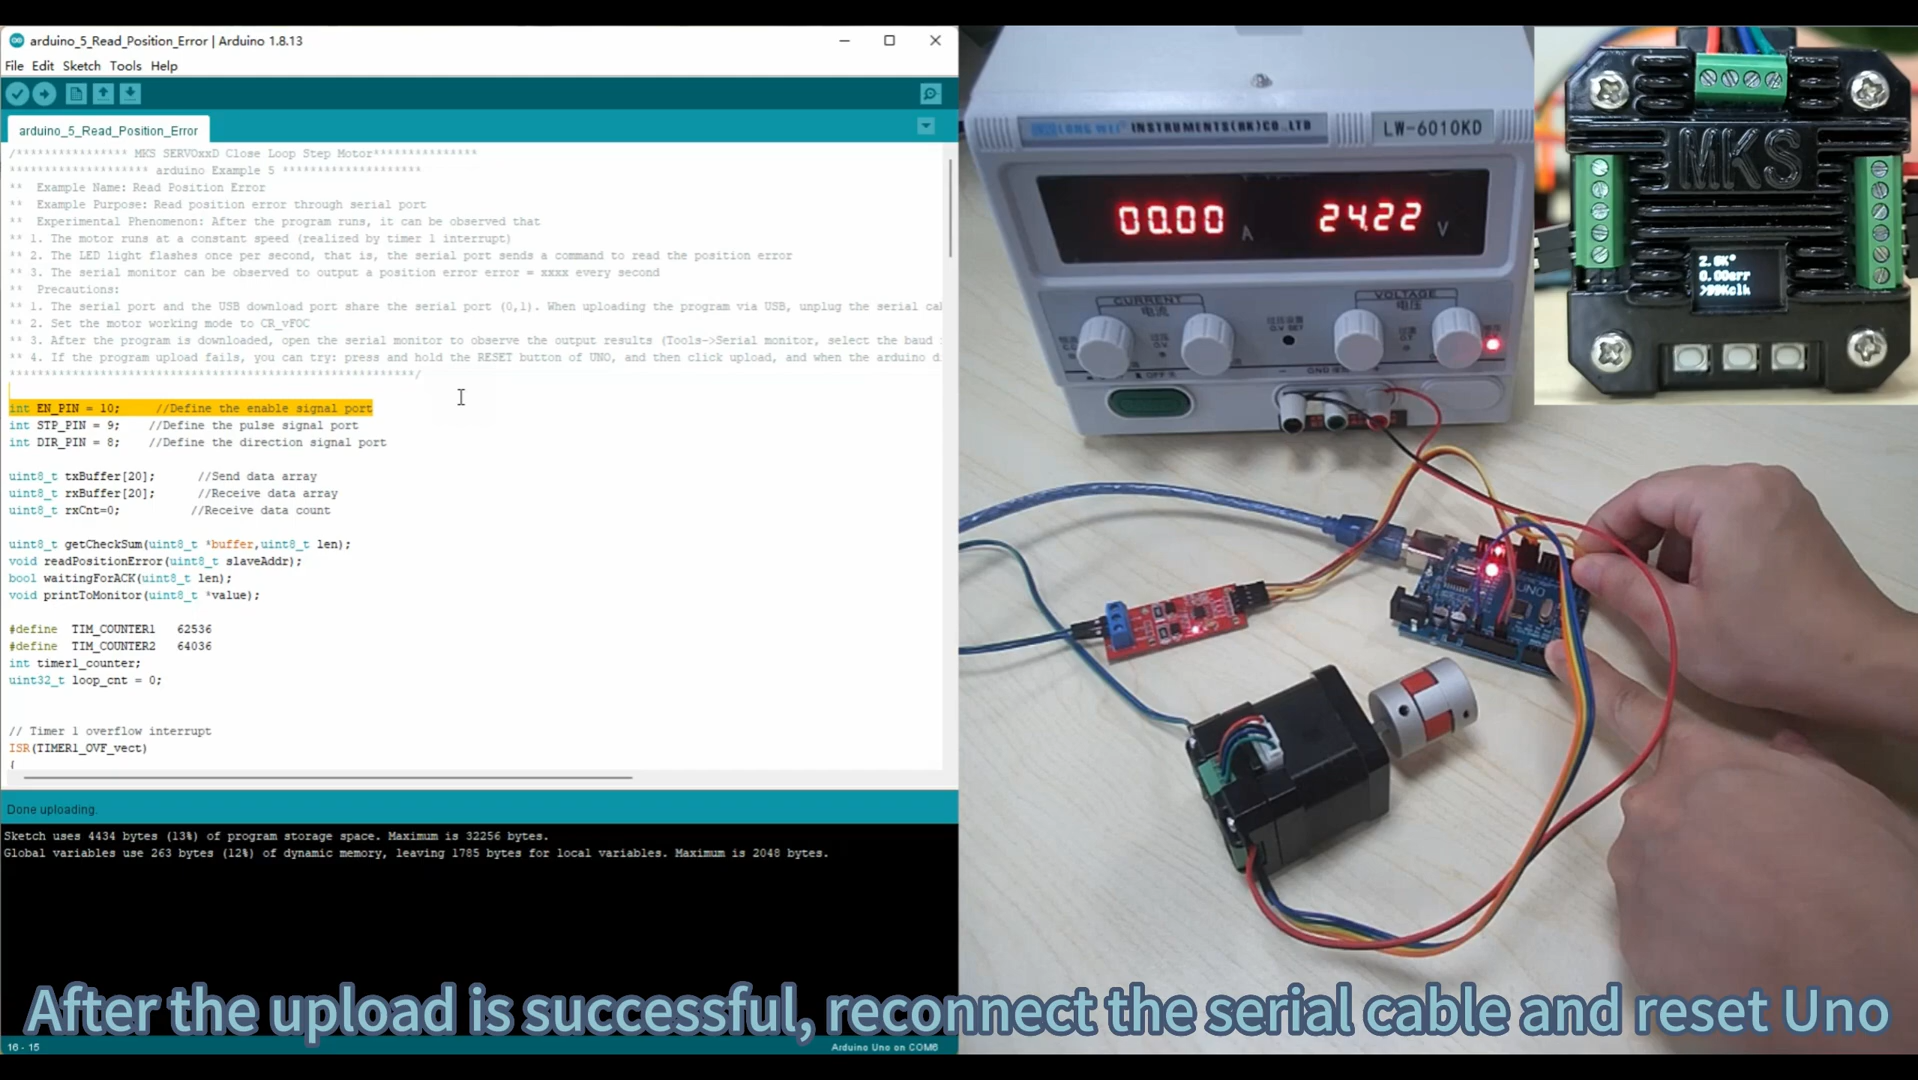 arduino_5_Read_Position_Error | Arduino 1.8.13
File Edit Sketch Tools Help
arduino_5_Read_Position_Error
/**************** MKS SERVOxxD Close Loop Step Motor***************
******************** arduino Example 5 ********************
** Example Name: Read Position Error
** Example Purpose: Read position error through serial port
** Experimental Phenomenon: After the program runs, it can be observed that
** 1. The motor runs at a constant speed (realized by timer 1 interrupt)
** 2. The LED light flashes once per second, that is, the serial port sends a command to read the position error
** 3. The serial monitor can be observed to output a position error error = xxxx every second
** Precautions:
** 1. The serial port and the USB download port share the serial port (0,1). When uploading the program via USB, unplug the serial
** 2. Set the motor working mode to CR_vFOC
** 3. After the program is downloaded, open the serial monitor to observe the output results (Tools->Serial monitor, select the baud
** 4. If the program upload fails, you can try: press and hold the RESET button of UNO, and then click upload, and when the arduino
**********************************************************/
int EN_PIN = 10; //Define the enable signal port
int STP_PIN = 9; //Define the pulse signal port
int DIR_PIN = 8; //Define the direction signal port
uint8_t txBuffer[20]; //Send data array
uint8_t rxBuffer[20]; //Receive data array
uint8_t rxCnt=0; //Receive data count
uint8_t getCheckSum(uint8_t *buffer,uint8_t len);
void readPositionError(uint8_t slaveAddr);
bool waitingForACK(uint8_t len);
void printToMonitor(uint8_t *value);
#define TIM_COUNTER1 62536
#define TIM_COUNTER2 64036
int timer1_counter;
uint32_t loop_cnt = 0;
// Timer 1 overflow interrupt
ISR(TIMER1_OVF_vect)
{
Done uploading.
Sketch uses 4434 bytes (13%) of program storage space. Maximum is 32256 bytes.
Global variables use 263 bytes (12%) of dynamic memory, leaving 1785 bytes for local variables. Maximum is 2048 bytes.
16 - 15
Arduino Uno on COM6
LONG WEI INSTRUMENTS(HK)CO.,LTD
LW-6010KD
00.00 A 24.22 V
CURRENT
电流
VOLTAGE
电压
O.V SET
GND
UNO
MKS
0.00err
After the upload is successful, reconnect the serial cable and reset Uno